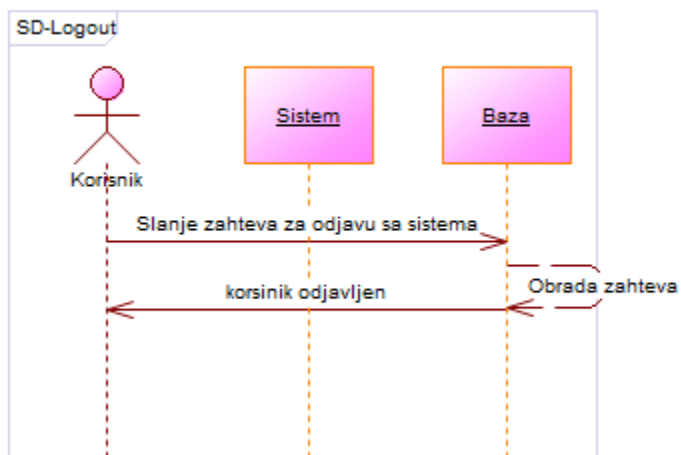 SD-Logout
Sistem
Baza
Korisnik
Slanje zahteva za odjavu sa sistema
Obrada zahteva
korsinik odjavljen